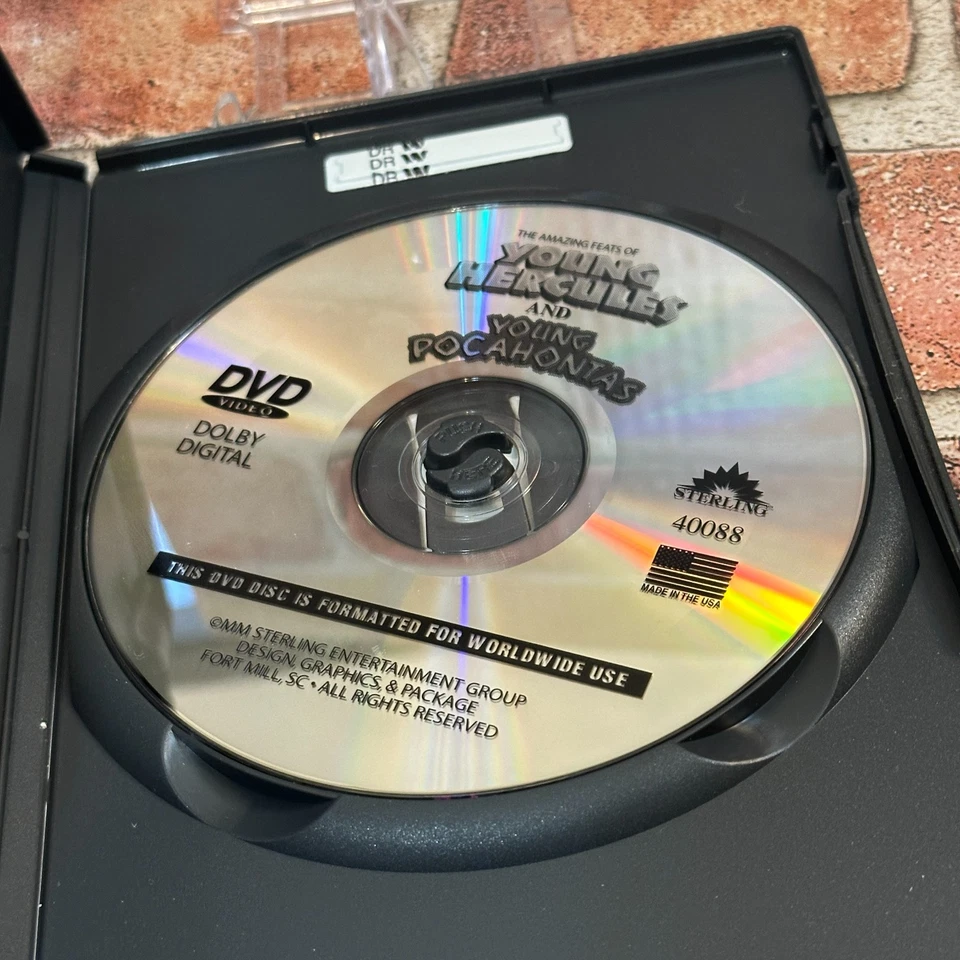 DR W
DR W
DR W
THE AMAZING FEATS OF
YOUNG
HERCULES
AND
YOUNG
POCAHONTAS
DVD
VIDEO
DOLBY
DIGITAL
PUSH
HERE
STERLING
40088
MADE IN THE USA
THIS DVD DISC IS FORMATTED FOR WORLDWIDE USE
©MM STERLING ENTERTAINMENT GROUP
DESIGN, GRAPHICS, & PACKAGE
FORT MILL, SC • ALL RIGHTS RESERVED